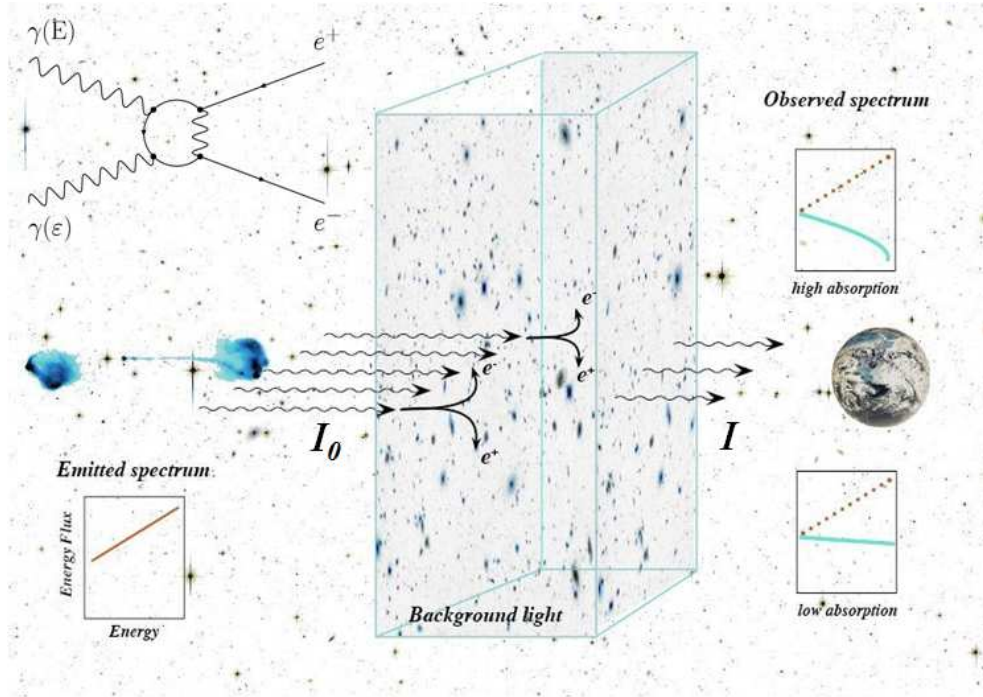 γ(E)
e+
γ(ε)
e−
Observed spectrum
high absorption
e-
e+
e-
e+
I0
I
Emitted spectrum
Energy Flux
Energy
Background light
low absorption